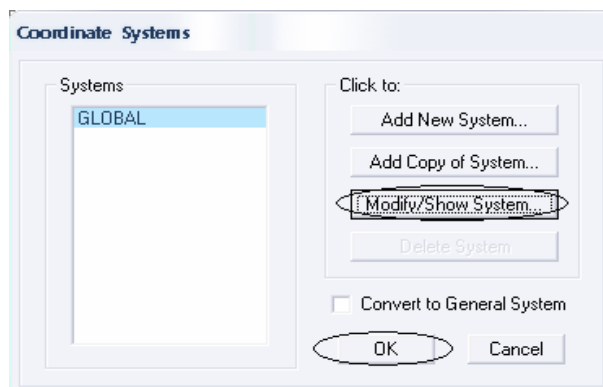 Coordinate Systems
Systems
GLOBAL
Click to:
Add New System...
Add Copy of System...
Modify/Show System...
Delete System
Convert to General System
OK
Cancel